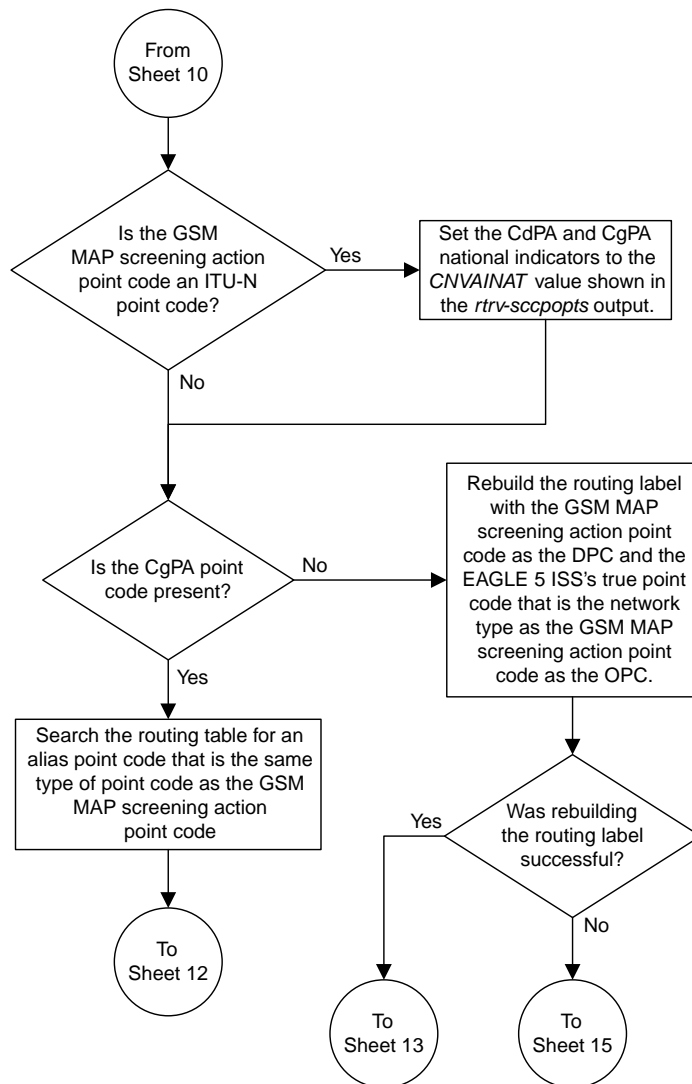 From
Sheet 10
Is the GSM
MAP screening action
point code an ITU-N
point code?
Yes
Set the CdPA and CgPA
national indicators to the
CNVAINAT value shown in
the rtrv-sccpopts output.
No
Is the CgPA point
code present?
No
Rebuild the routing label
with the GSM MAP
screening action point
code as the DPC and the
EAGLE 5 ISS's true point
code that is the network
type as the GSM MAP
screening action point
code as the OPC.
Yes
Search the routing table for an
alias point code that is the same
type of point code as the GSM
MAP screening action
point code
Was rebuilding
the routing label
successful?
Yes
No
To
Sheet 12
To
Sheet 13
To
Sheet 15